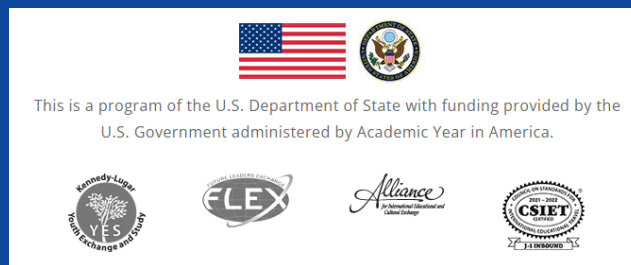 This is a program of the U.S. Department of State with funding provided by the
U.S. Government administered by Academic Year in America.
Kennedy-Lugar
YES
Youth Exchange and Study
FUTURE LEADERS EXCHANGE
FLEX
Alliance
for International Educational and
Cultural Exchange
COUNCIL ON STANDARDS FOR
2021 - 2022
CSIET
CERTIFIED
INTERNATIONAL EDUCATIONAL TRAVEL
J-1 INBOUND